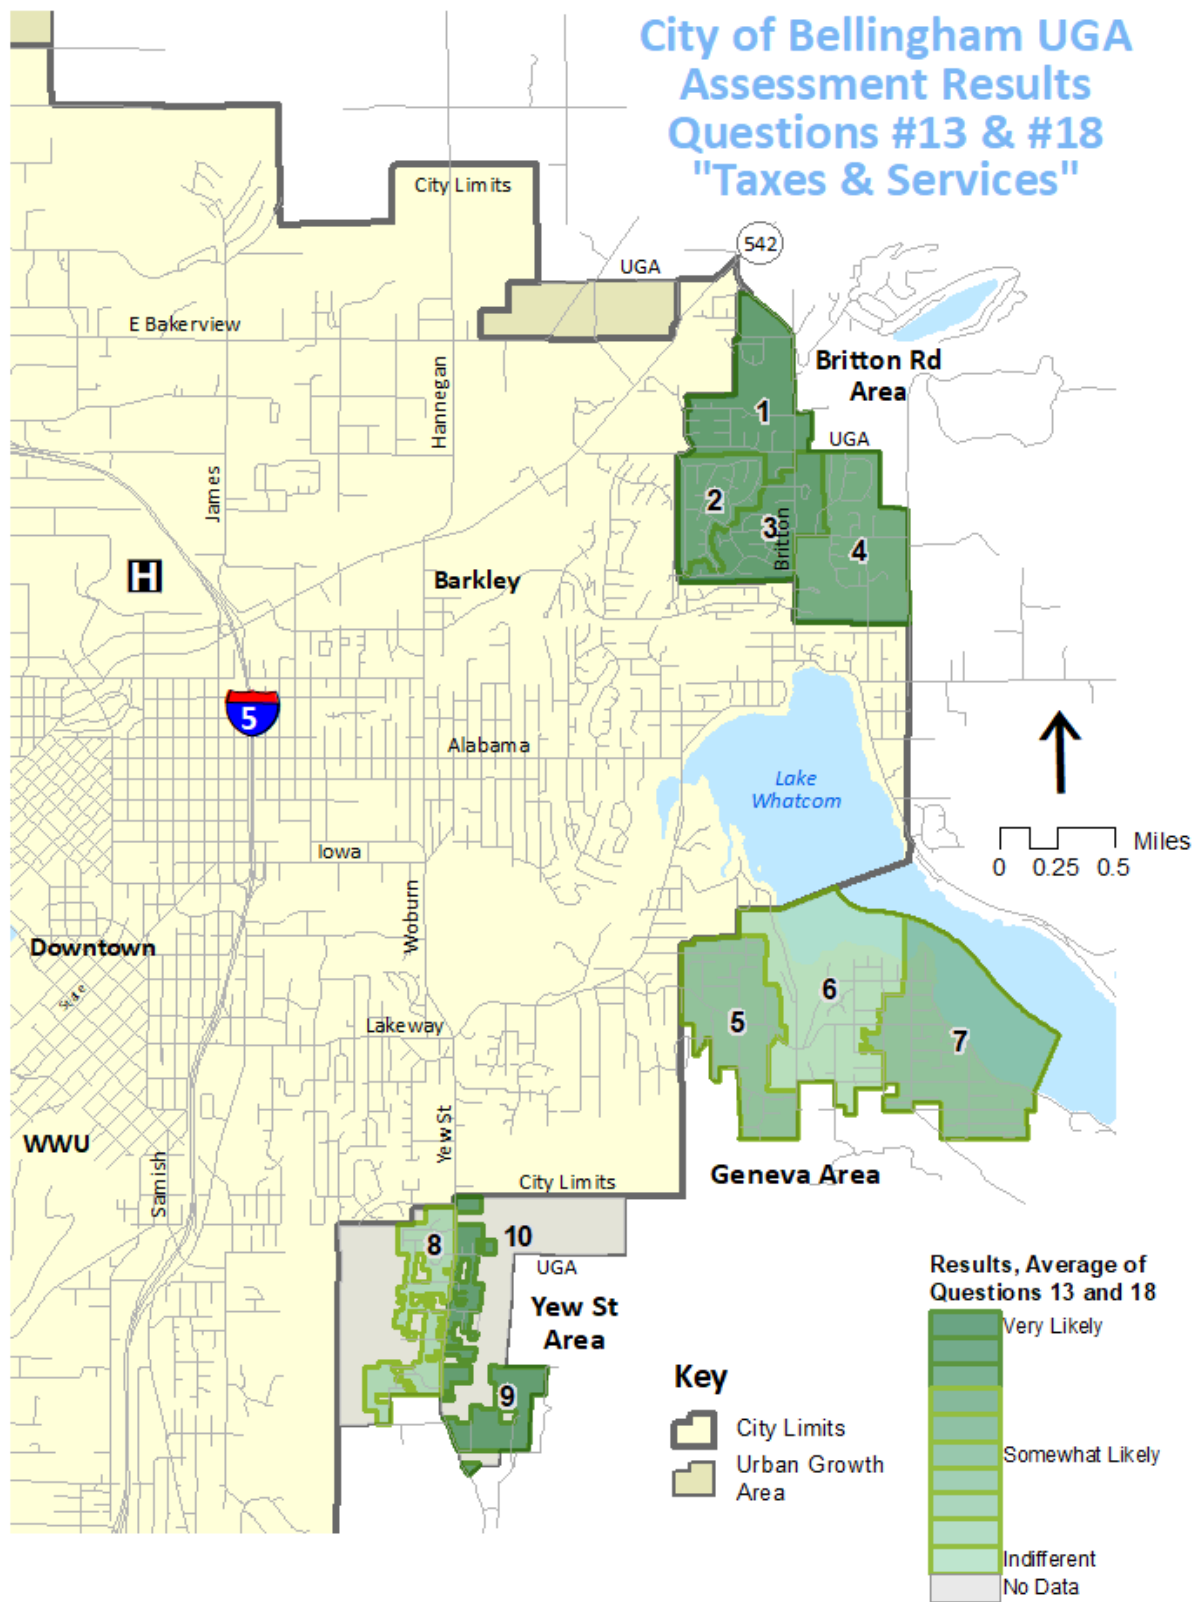 City of Bellingham UGA
Assessment Results
Questions #13 & #18
"Taxes & Services"
City Limits
542
UGA
E Bakerview
Britton Rd
Area
Hannegan
1
UGA
James
2
3
Britton
4
H
Barkley
5
Alabama
Lake
Whatcom
Miles
0 0.25 0.5
Iowa
Woburn
Downtown
State
6
5
Lakeway
7
Yew St
WWU
Samish
Geneva Area
City Limits
8
10
UGA
Yew St
Area
9
Results, Average of
Questions 13 and 18
Very Likely
Somewhat Likely
Indifferent
No Data
Key
City Limits
Urban Growth
Area